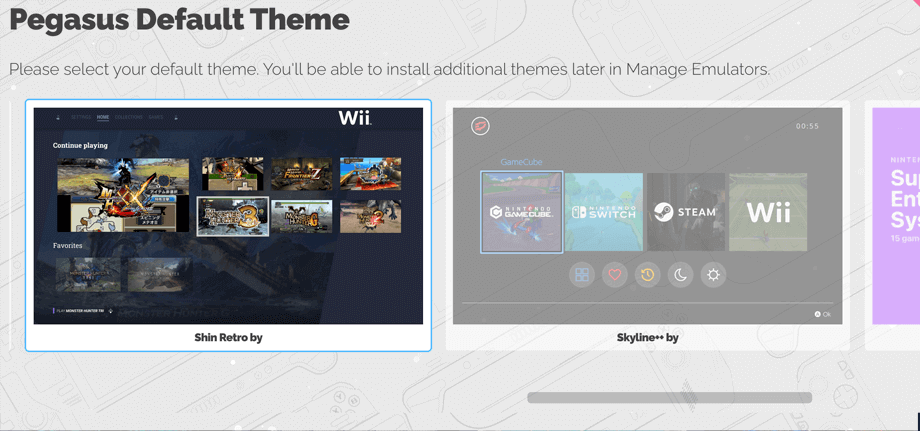 Pegasus Default Theme
Please select your default theme. You'll be able to install additional themes later in Manage Emulators.
SETTINGS HOME COLLECTIONS GAMES
Wii
Continue playing
Favorites
PLAY MONSTER HUNTER TRI
Shin Retro by
00:55
GameCube
NINTENDO GAMECUBE
NINTENDO SWITCH
STEAM
Wii
A Ok
Skyline++ by
NINTEN
Sup
Ent
Sys
15 gam